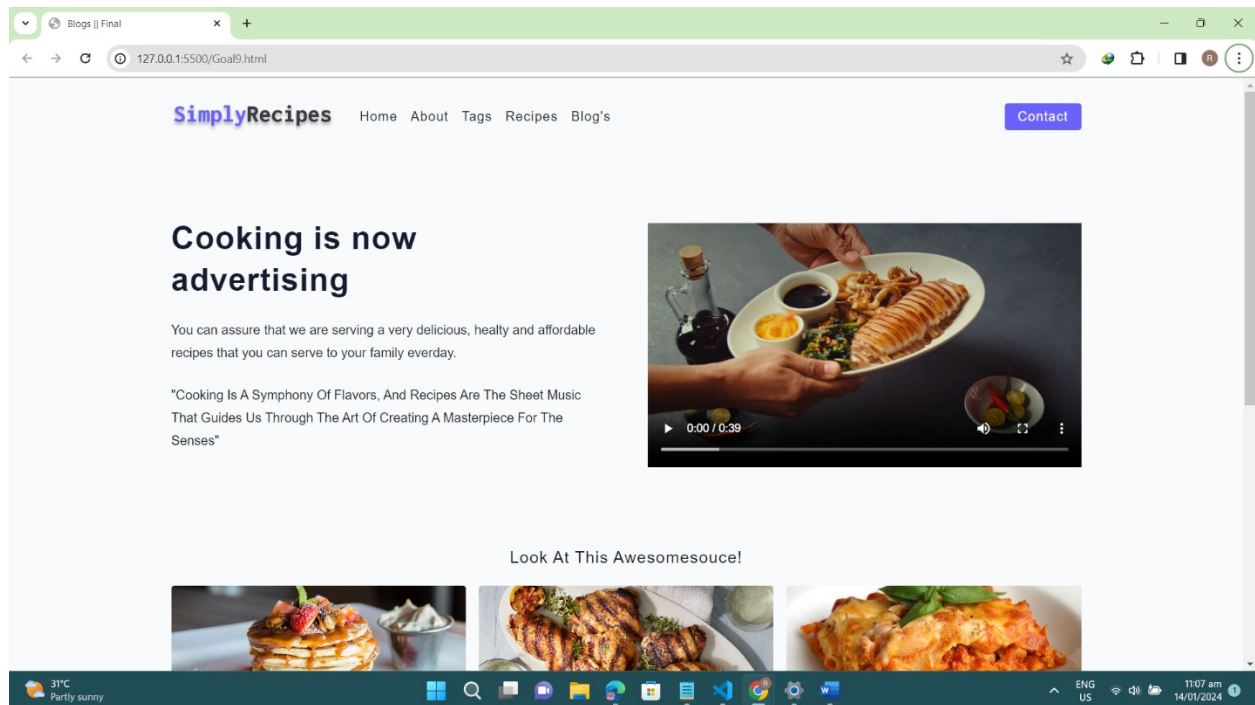 Blogs || Final
127.0.0.1:5500/Goal9.html
R
SimplyRecipes
Home About Tags Recipes Blog's
Contact
Cooking is now
advertising
You can assure that we are serving a very delicious, healty and affordable
recipes that you can serve to your family everday.
"Cooking Is A Symphony Of Flavors, And Recipes Are The Sheet Music
That Guides Us Through The Art Of Creating A Masterpiece For The
Senses"
0:00 / 0:39
Look At This Awesomesouce!
31°C
Partly sunny
ENG
US
11:07 am
14/01/2024
1